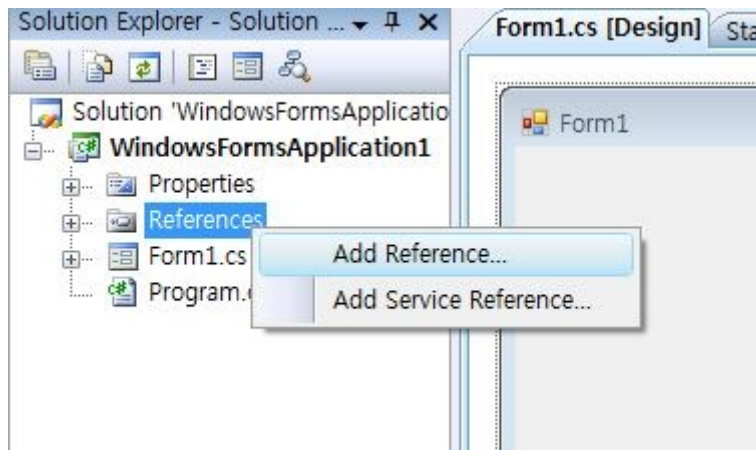 Solution Explorer - Solution ...
Form1.cs [Design]
Solution 'WindowsFormsApplicatio
WindowsFormsApplication1
Form1
Properties
References
Form1.cs
Add Reference...
Program.
Add Service Reference...